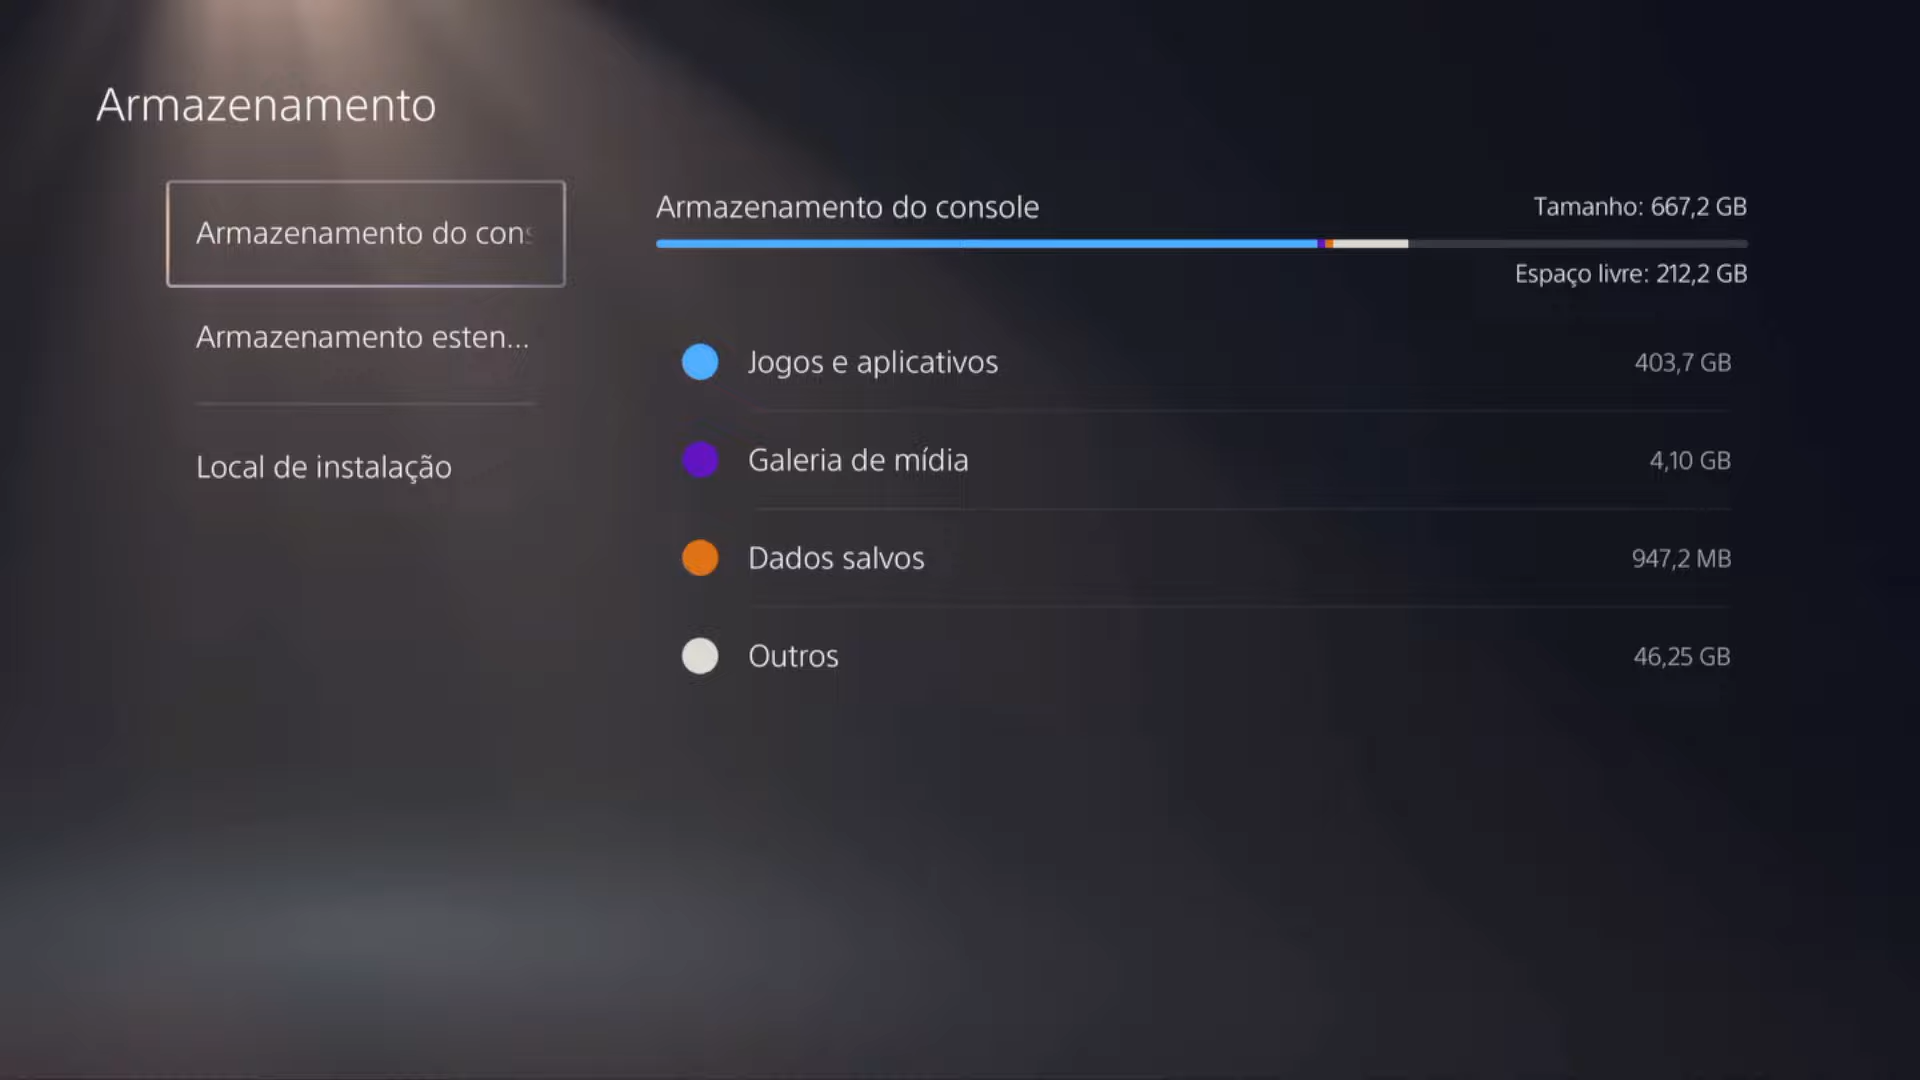 Armazenamento
Armazenamento do con
Armazenamento esten...
Local de instalação
Armazenamento do console
Tamanho: 667,2 GB
Espaço livre: 212,2 GB
Jogos e aplicativos
403,7 GB
Galeria de mídia
4,10 GB
Dados salvos
947,2 MB
Outros
46,25 GB